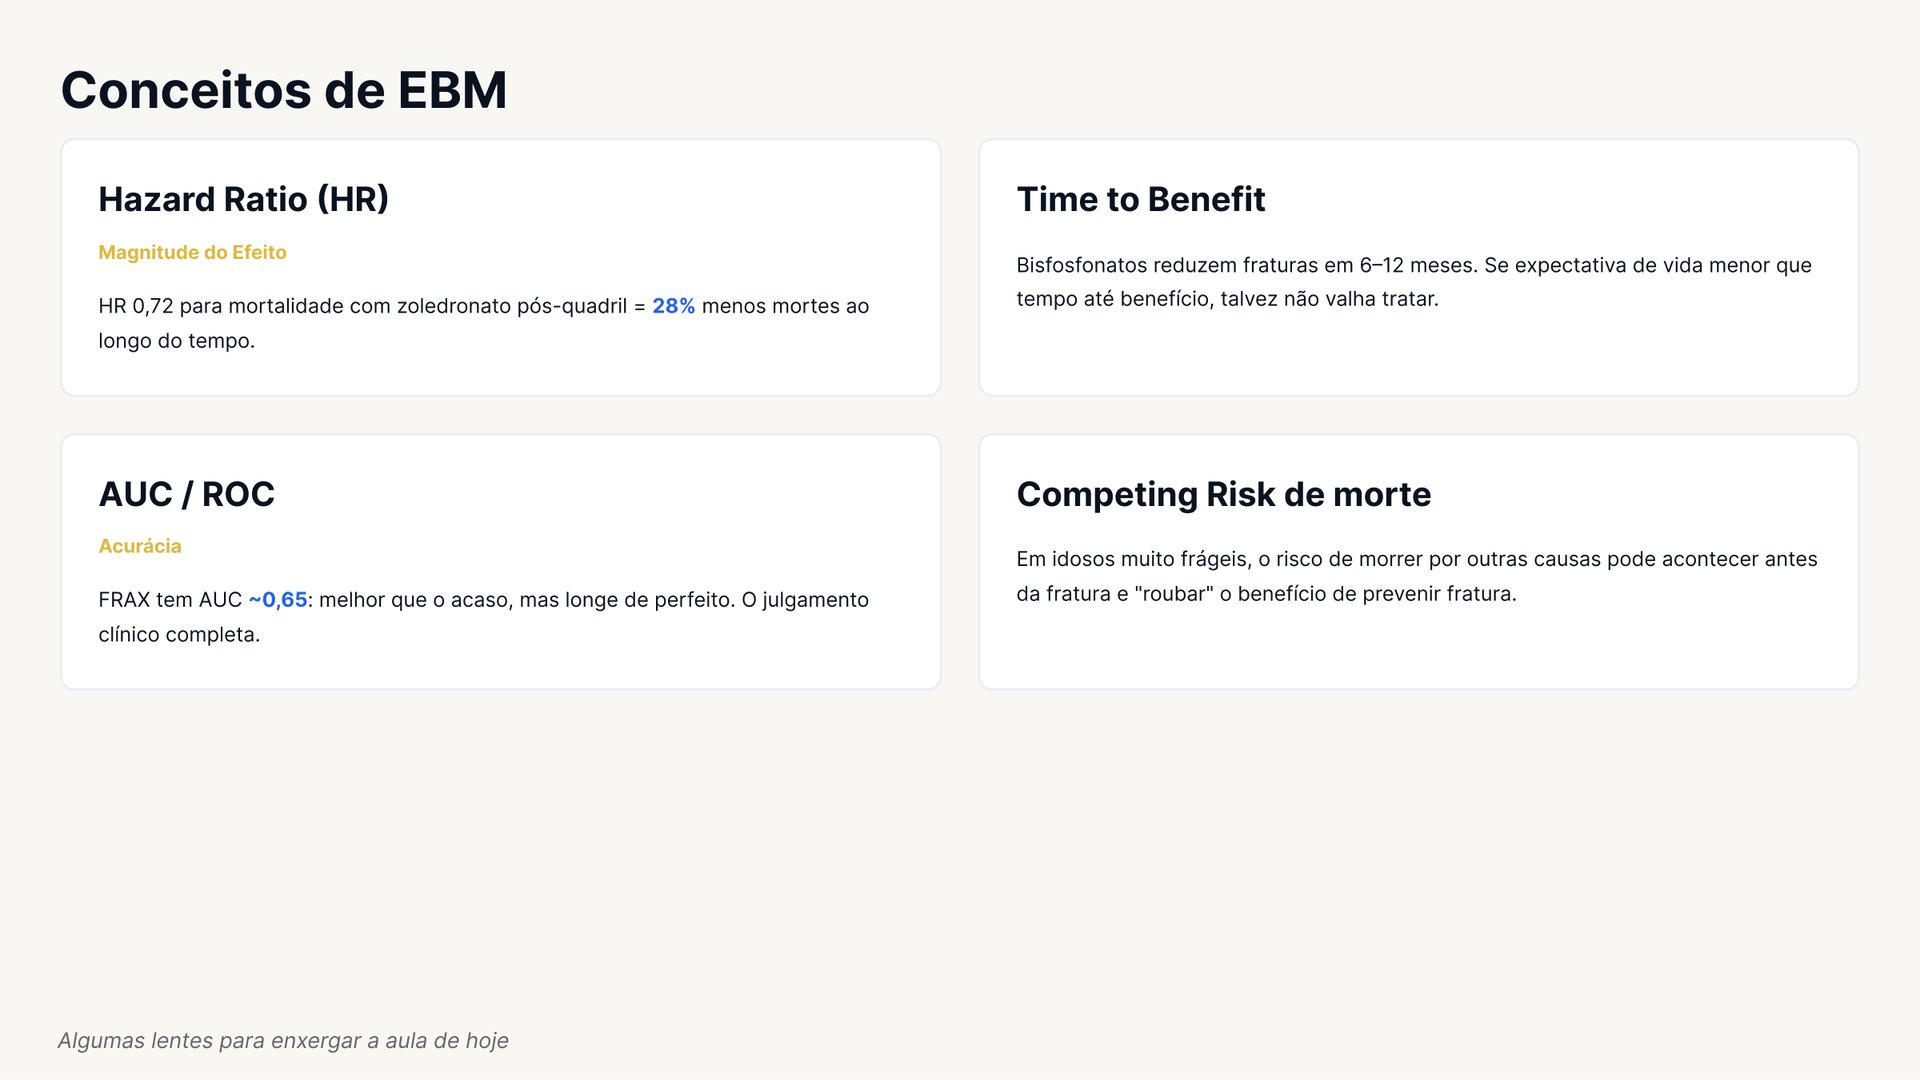 Conceitos de EBM
Hazard Ratio (HR)
Magnitude do Efeito
HR 0,72 para mortalidade com zoledronato pós-quadril = 28% menos mortes ao
longo do tempo.
Time to Benefit
Bisfosfonatos reduzem fraturas em 6–12 meses. Se expectativa de vida menor que
tempo até benefício, talvez não valha tratar.
AUC / ROC
Acurácia
FRAX tem AUC ~0,65: melhor que o acaso, mas longe de perfeito. O julgamento
clínico completa.
Competing Risk de morte
Em idosos muito frágeis, o risco de morrer por outras causas pode acontecer antes
da fratura e "roubar" o benefício de prevenir fratura.
Algumas lentes para enxergar a aula de hoje